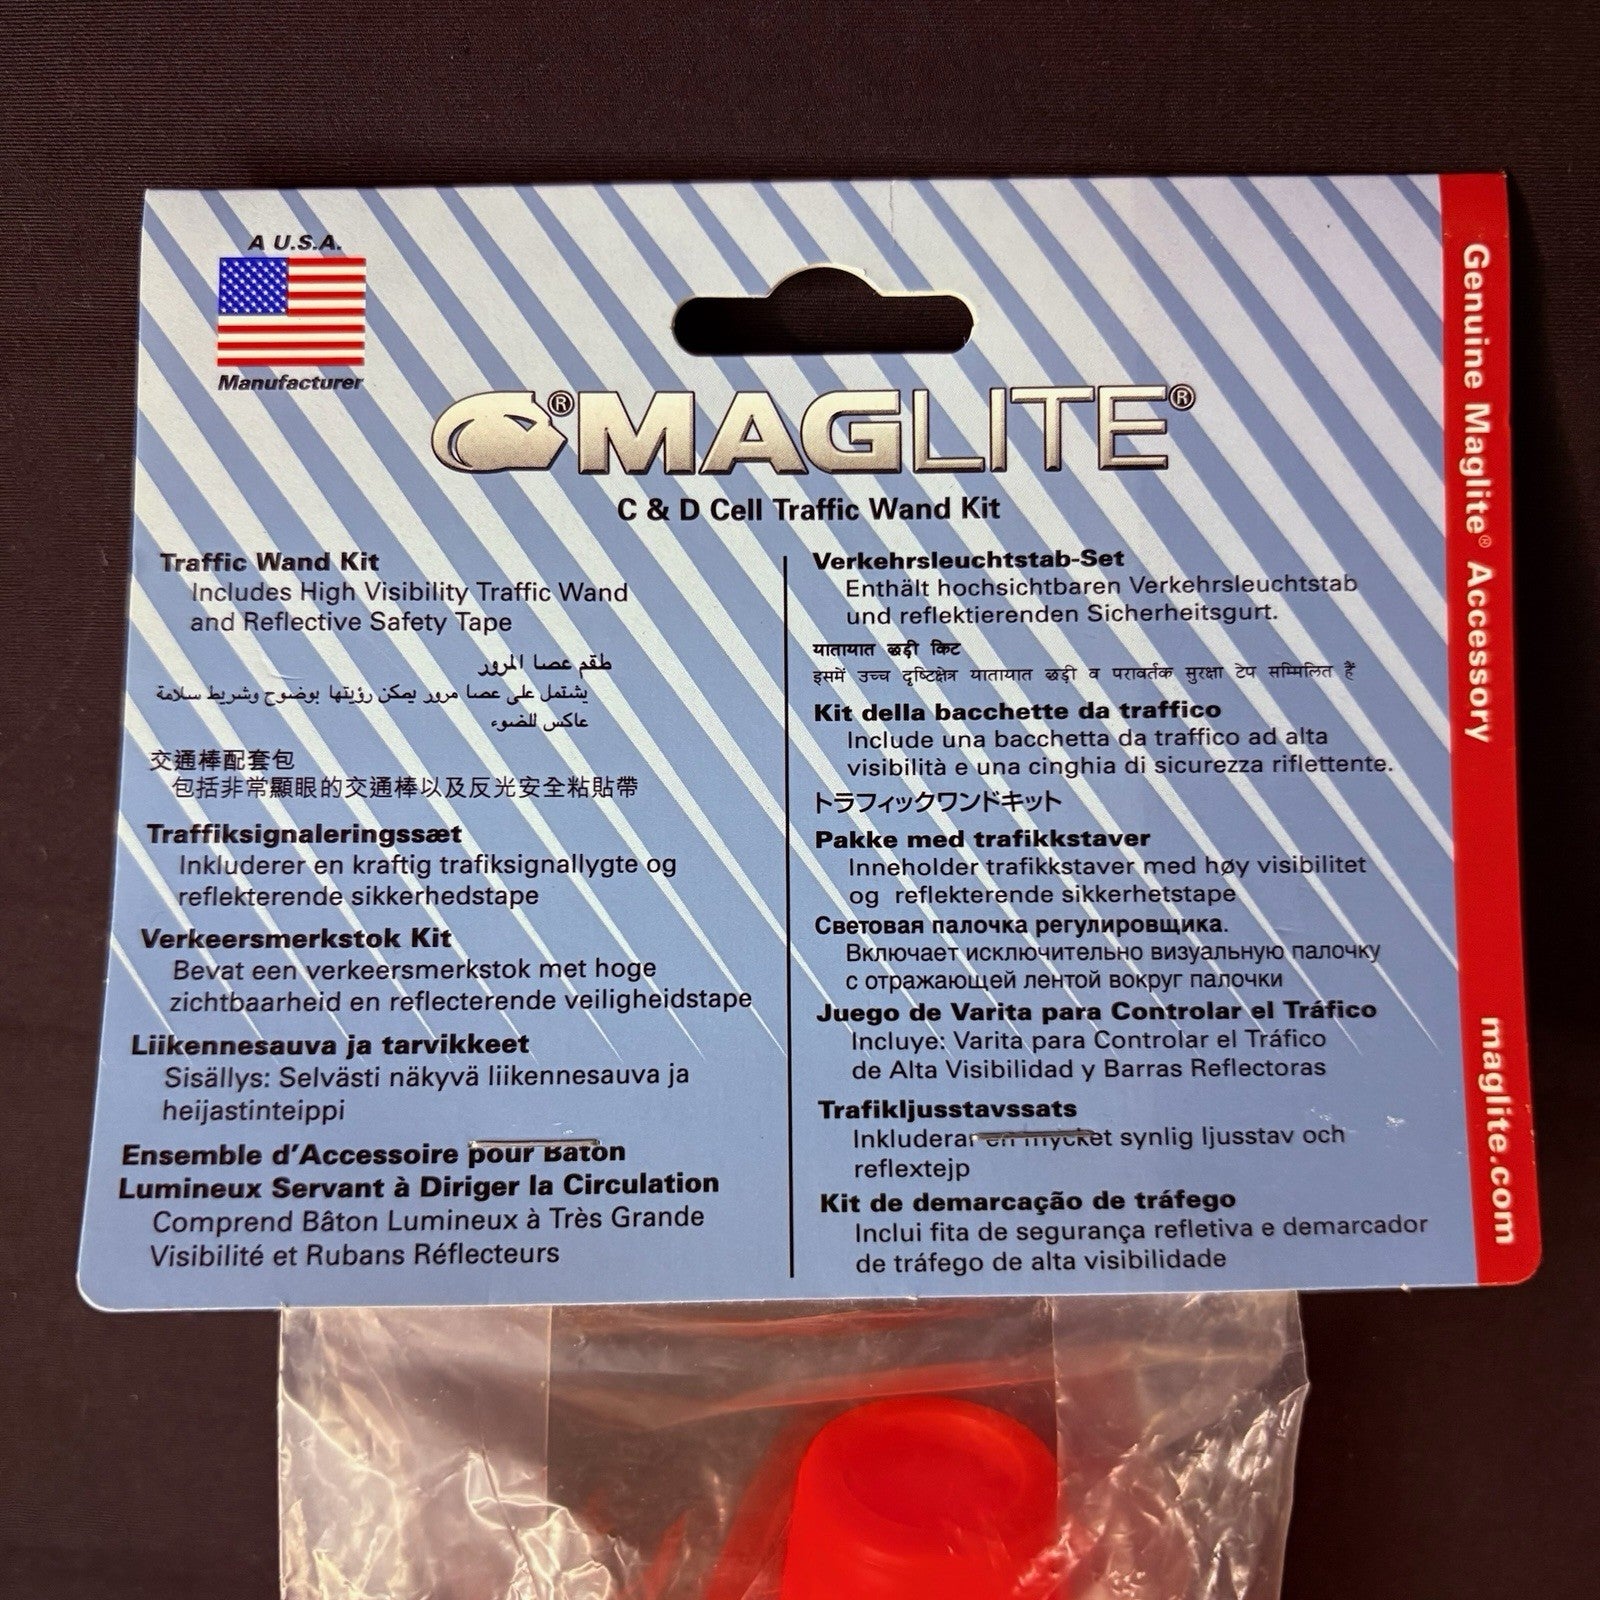 A U.S.A.
Manufacturer
® MAGLITE®
C & D Cell Traffic Wand Kit
Traffic Wand Kit
Includes High Visibility Traffic Wand
and Reflective Safety Tape
طقم عصا المرور
يشتمل على عصا مرور يمكن رؤيتها بوضوح وشريط سلامة
عاكس للضوء
交通棒配套包
包括非常顯眼的交通棒以及反光安全粘貼帶
Traffiksignaleringssæt
Inkluderer en kraftig trafiksignallygte og
reflekterende sikkerhedstape
Verkeersmerkstok Kit
Bevat een verkeersmerkstok met hoge
zichtbaarheid en reflecterende veiligheidstape
Liikennesauva ja tarvikkeet
Sisällys: Selvästi näkyvä liikennesauva ja
heijastinteippi
Ensemble d'Accessoire pour Bâton
Lumineux Servant à Diriger la Circulation
Comprend Bâton Lumineux à Très Grande
Visibilité et Rubans Réflecteurs
Verkehrsleuchtstab-Set
Enthält hochsichtbaren Verkehrsleuchtstab
und reflektierenden Sicherheitsgurt.
यातायात छड़ी किट
इसमें उच्च दृष्टिक्षेत्र यातायात छड़ी व परावर्तक सुरक्षा टेप सम्मिलित हैं
Kit della bacchette da traffico
Include una bacchetta da traffico ad alta
visibilità e una cinghia di sicurezza riflettente.
トラフィックワンドキット
Pakke med trafikkstaver
Inneholder trafikkstaver med høy visibilitet
og reflekterende sikkerhetstape
Световая палочка регулировщика.
Включает исключительно визуальную палочку
с отражающей лентой вокруг палочки
Juego de Varita para Controlar el Tráfico
Incluye: Varita para Controlar el Tráfico
de Alta Visibilidad y Barras Reflectoras
Trafikljusstavssats
Inkluderar en mycket synlig ljusstav och
reflextejp
Kit de demarcação de tráfego
Inclui fita de segurança refletiva e demarcador
de tráfego de alta visibilidade
Genuine Maglite® Accessory
maglite.com